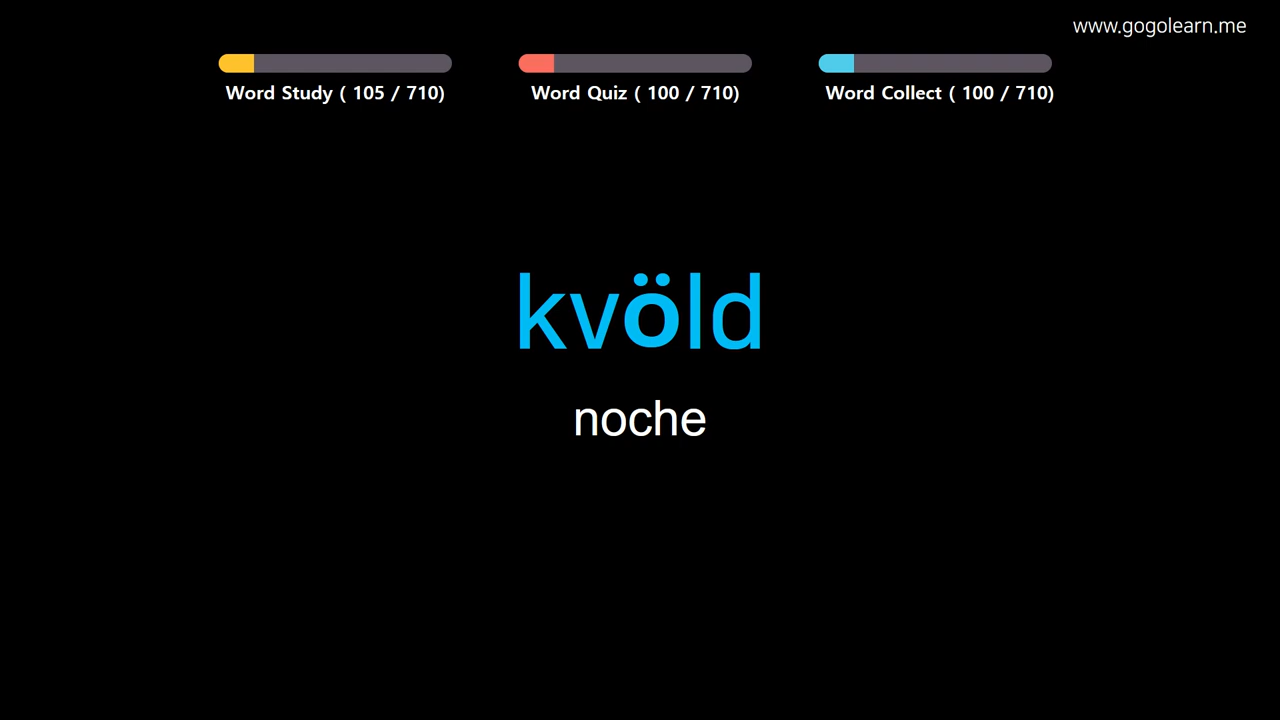 www.gogolearn.me
Word Study ( 105 / 710)
Word Quiz ( 100 / 710)
Word Collect ( 100 / 710)
kvöld
noche